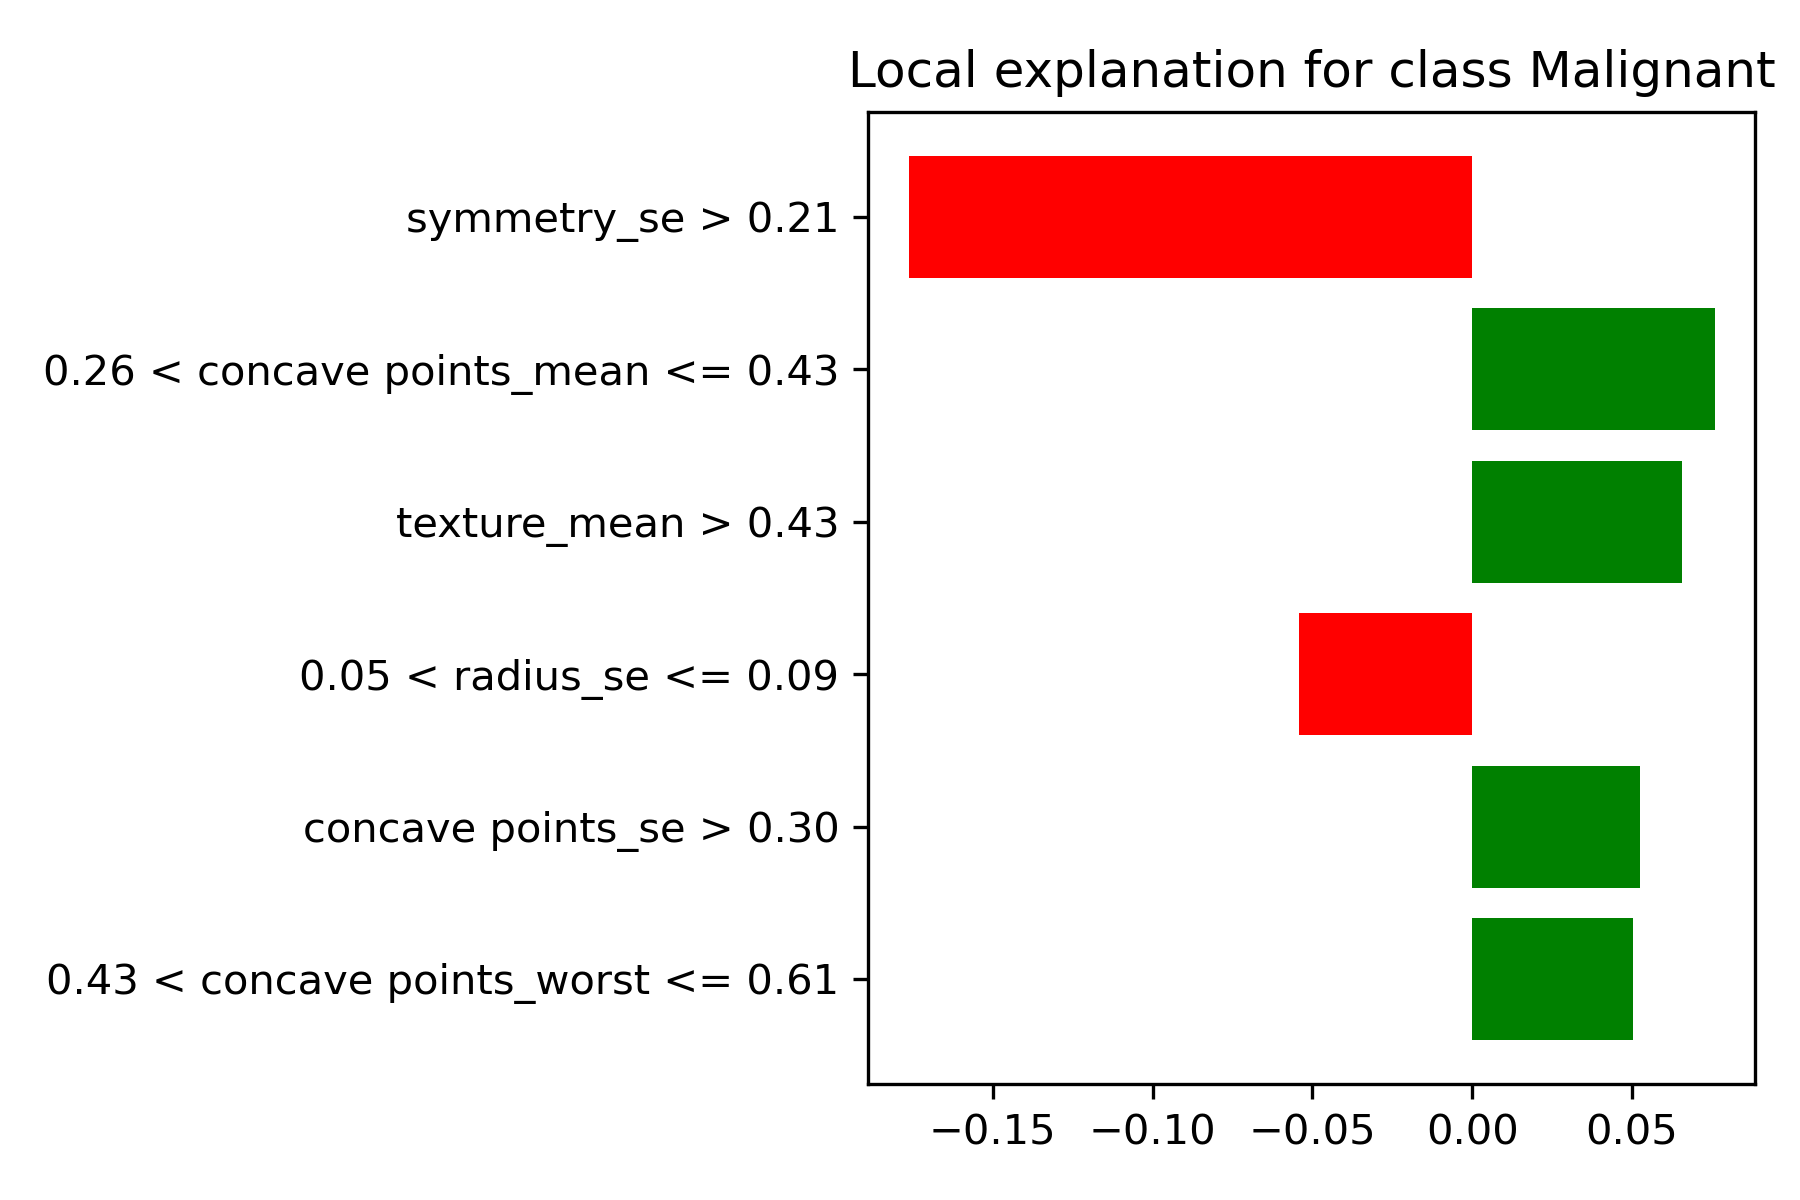 Local explanation for class Malignant
symmetry_se > 0.21
0.26 < concave points_mean <= 0.43
texture_mean > 0.43
0.05 < radius_se <= 0.09
concave points_se > 0.30
0.43 < concave points_worst <= 0.61
−0.15 −0.10 −0.05 0.00 0.05